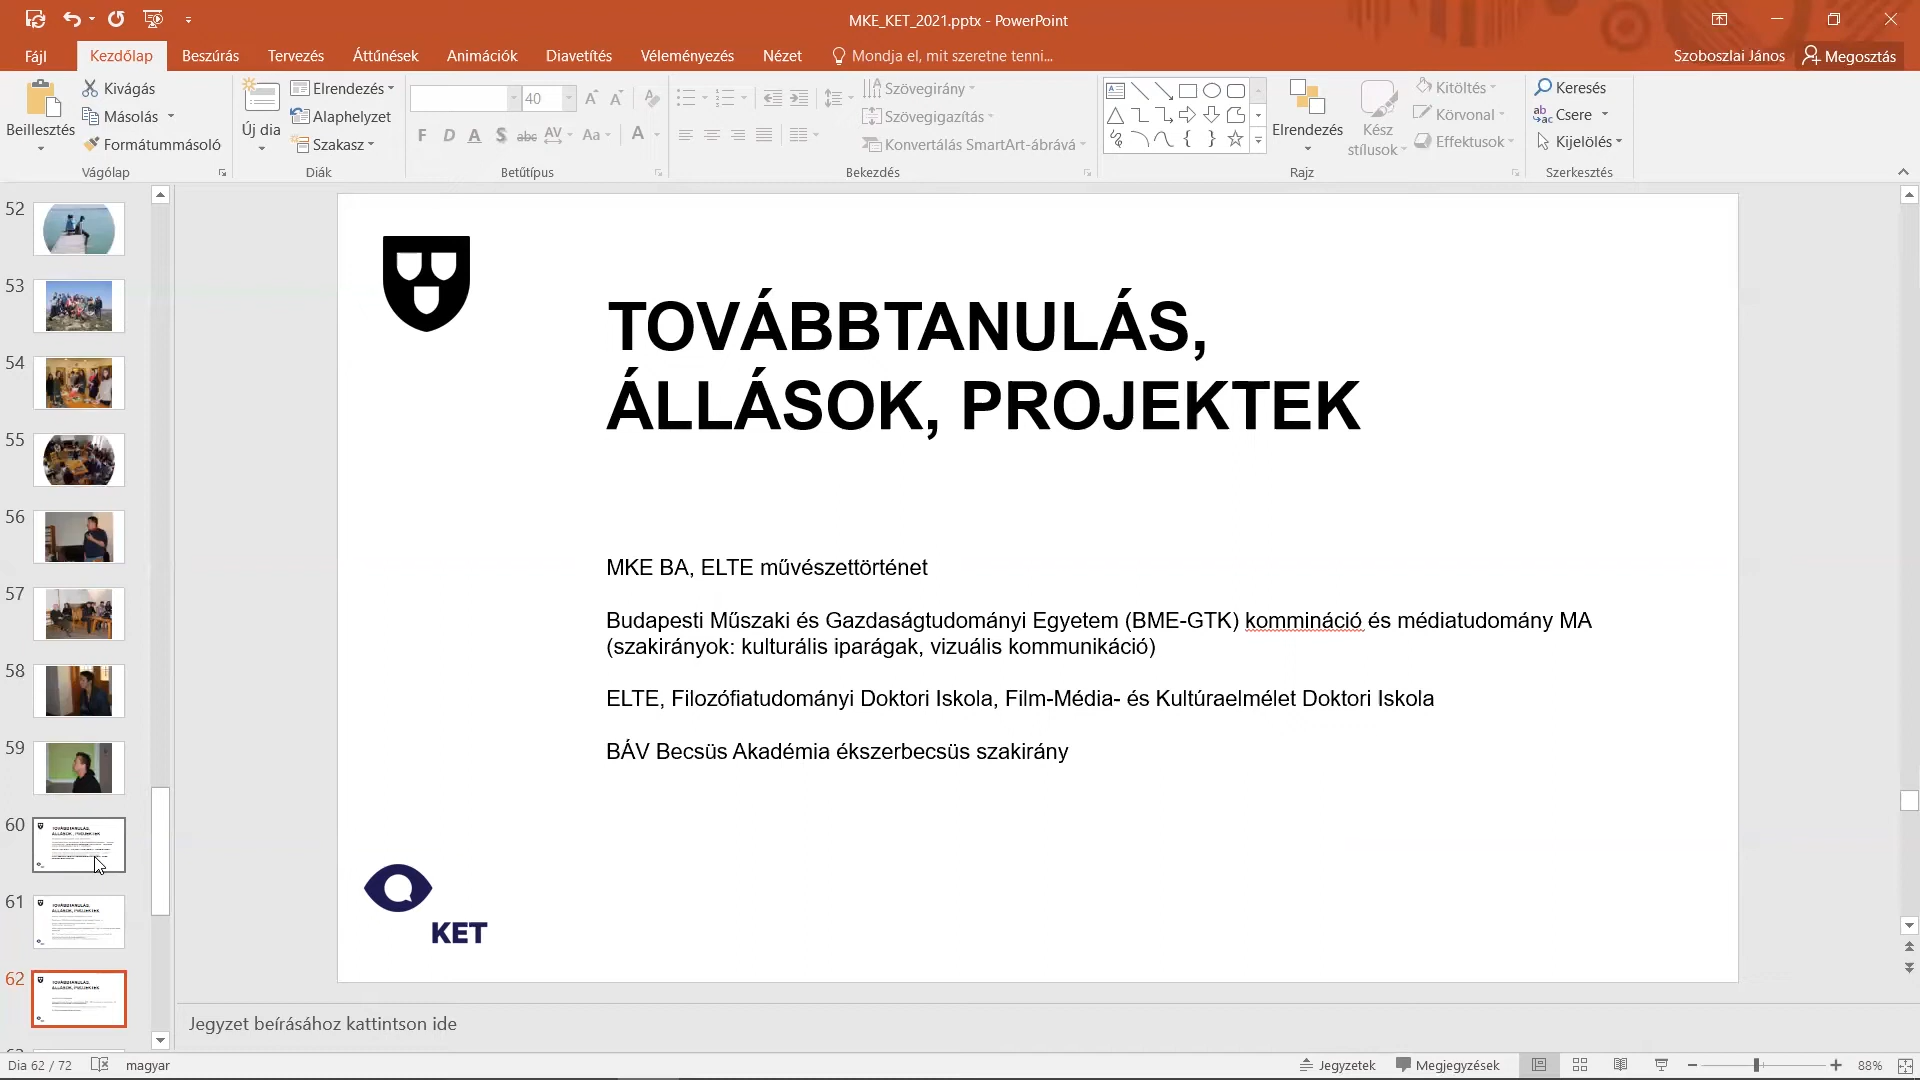 MKE_KET_2021.pptx - PowerPoint
Fájl Kezdőlap Beszúrás Tervezés Áttűnések Animációk Diavetítés Véleményezés Nézet Mondja el, mit szeretne tenni... Szoboszlai János Megosztás
Beillesztés
Kivágás
Másolás
Formátummásoló
Vágólap
Új dia
Elrendezés
Alaphelyzet
Szakasz
Diák
40
F D A S abc AV Aa A
Betűtípus
Szövegirány
Szövegigazítás
Konvertálás SmartArt-ábrává
Bekezdés
Elrendezés
Kész
stílusok
Kitöltés
Körvonal
Effektusok
Rajz
Keresés
Csere
Kijelölés
Szerkesztés
52
53
54
55
56
57
58
59
60
61
62
TOVÁBBTANULÁS,
ÁLLÁSOK, PROJEKTEK
MKE BA, ELTE művészettörténet
Budapesti Műszaki és Gazdaságtudományi Egyetem (BME-GTK) kommináció és médiatudomány MA
(szakirányok: kulturális iparágak, vizuális kommunikáció)
ELTE, Filozófiatudományi Doktori Iskola, Film-Média- és Kultúraelmélet Doktori Iskola
BÁV Becsüs Akadémia ékszerbecsüs szakirány
KET
Jegyzet beírásához kattintson ide
Dia 62 / 72 magyar Jegyzetek Megjegyzések 88%